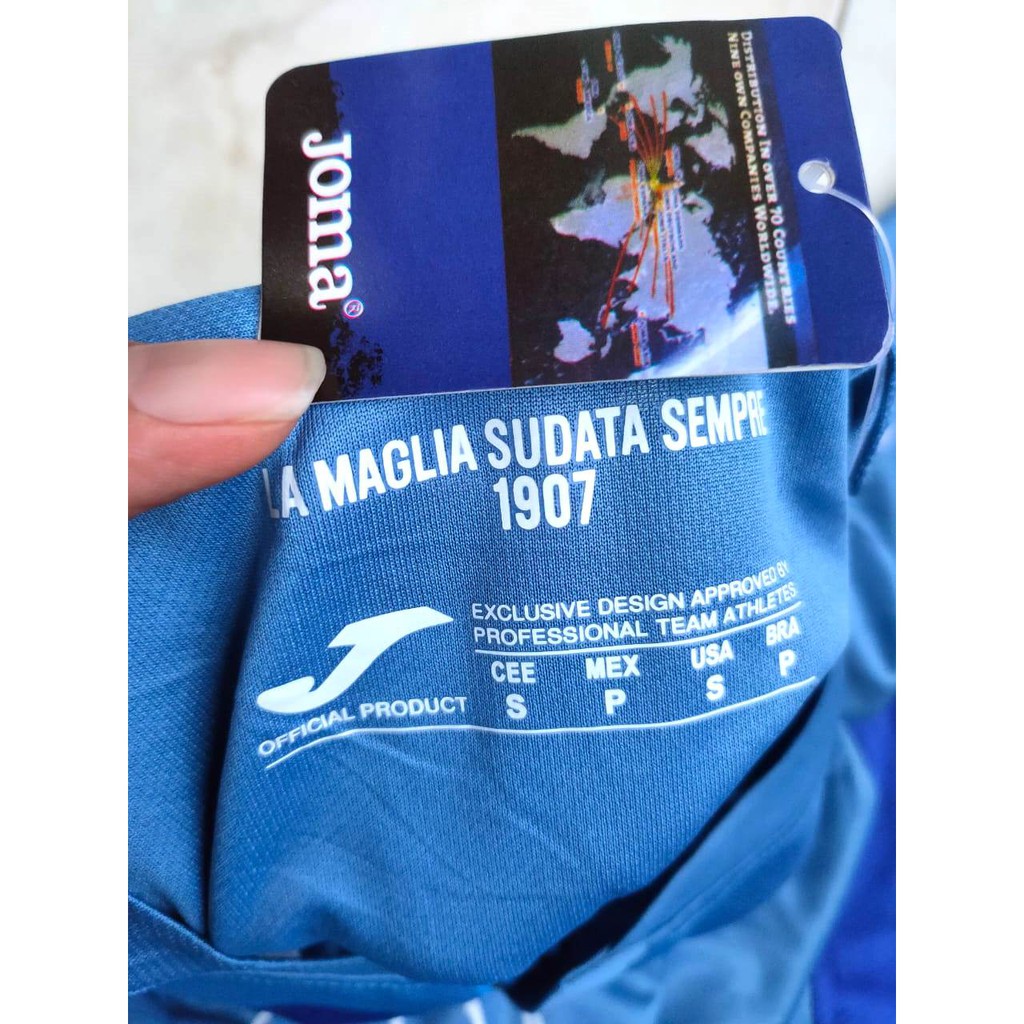 Joma®
DISTRIBUTION IN OVER 70 COUNTRIES
NINE OWN COMPANIES WORLDWIDE.
LA MAGLIA SUDATA SEMPRE
1907
EXCLUSIVE DESIGN APPROVED BY
PROFESSIONAL TEAM ATHLETES
CEE MEX USA BRA
S P S P
OFFICIAL PRODUCT